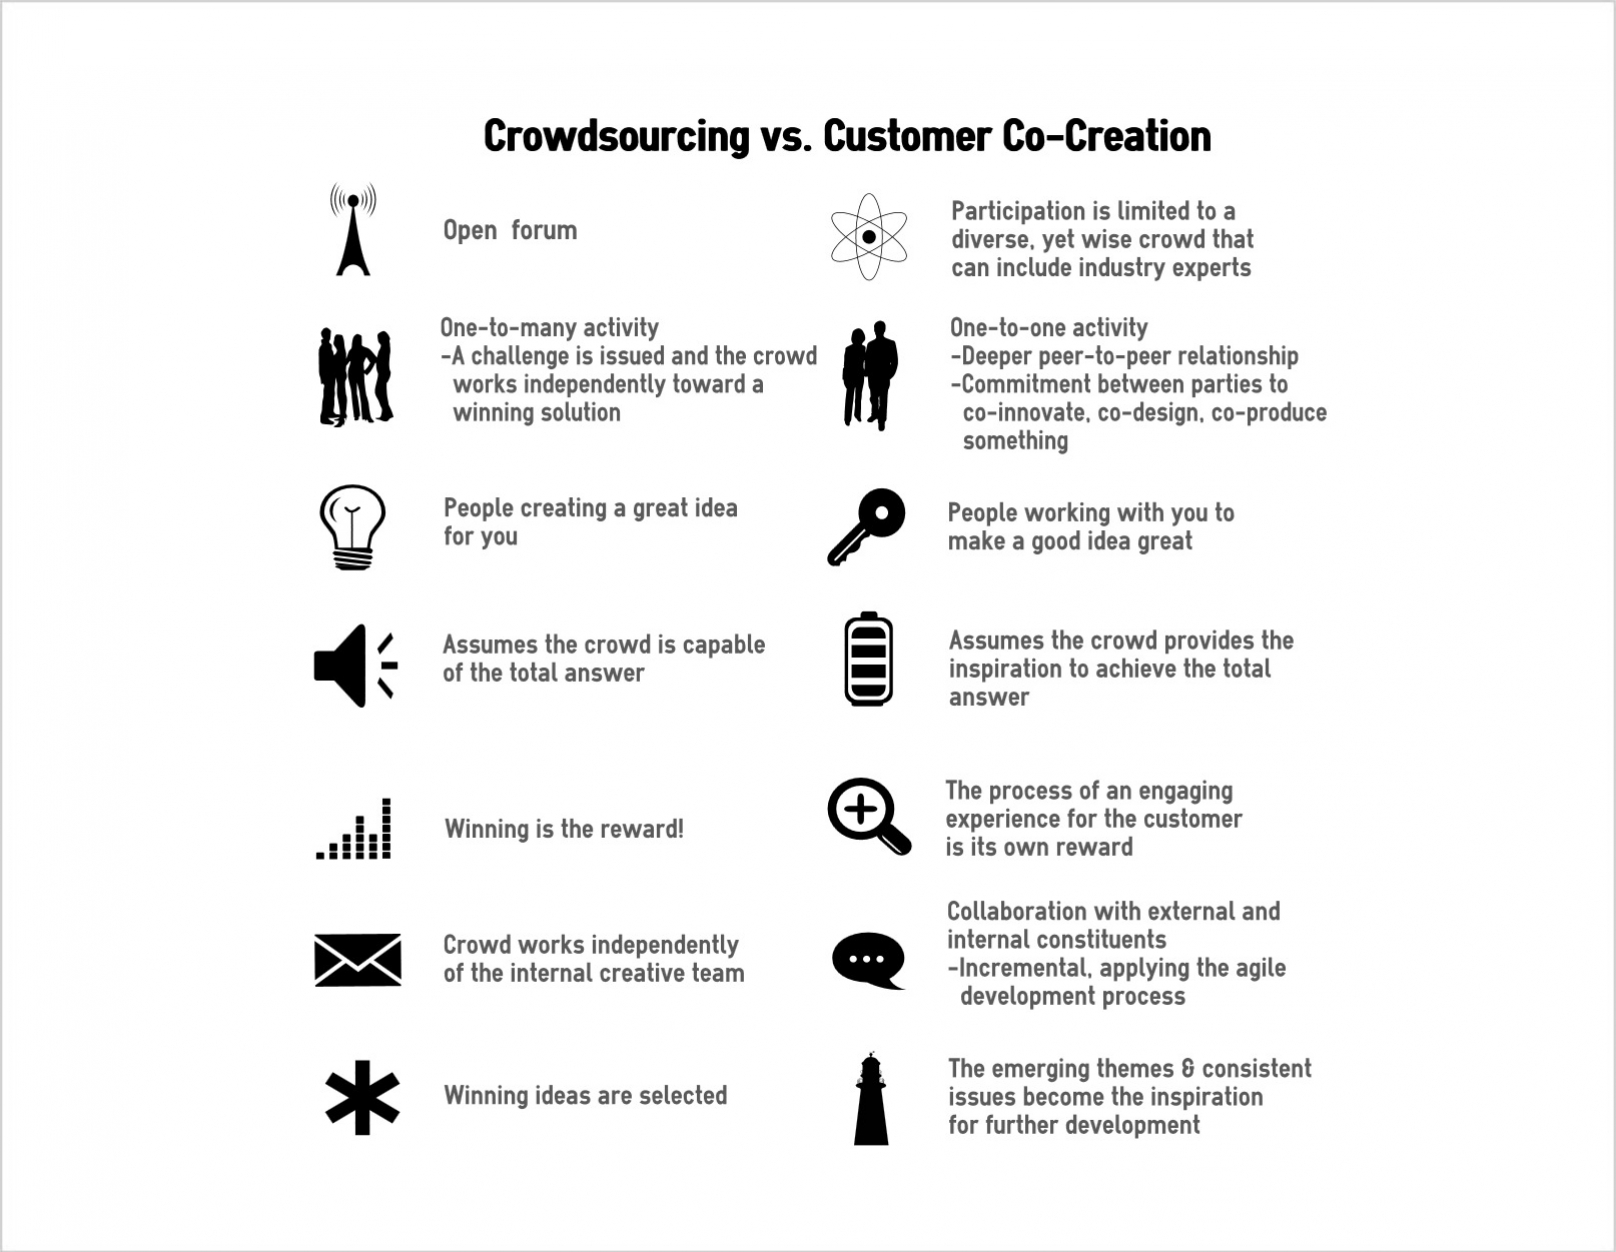 Crowdsourcing vs. Customer Co-Creation
Open forum
Participation is limited to a
diverse, yet wise crowd that
can include industry experts
One-to-many activity
-A challenge is issued and the crowd
works independently toward a
winning solution
One-to-one activity
-Deeper peer-to-peer relationship
-Commitment between parties to
co-innovate, co-design, co-produce
something
People creating a great idea
for you
People working with you to
make a good idea great
Assumes the crowd is capable
of the total answer
Assumes the crowd provides the
inspiration to achieve the total
answer
Winning is the reward!
The process of an engaging
experience for the customer
is its own reward
Crowd works independently
of the internal creative team
Collaboration with external and
internal constituents
-Incremental, applying the agile
development process
Winning ideas are selected
The emerging themes & consistent
issues become the inspiration
for further development